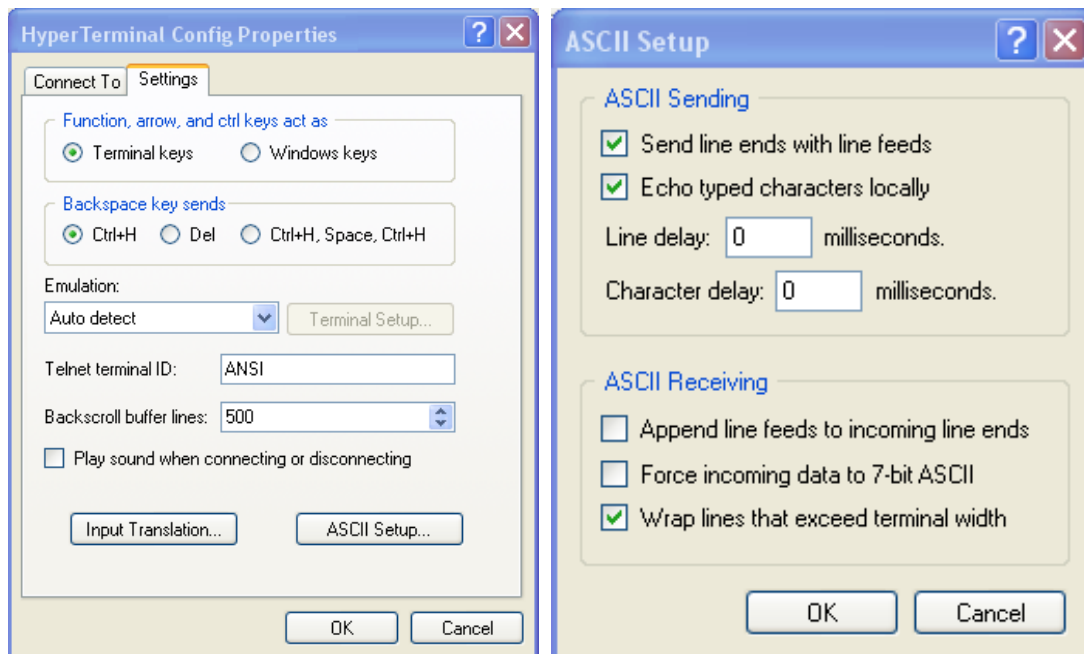 HyperTerminal Config Properties
Connect To Settings
Function, arrow, and ctrl keys act as
Terminal keys Windows keys
Backspace key sends
Ctrl+H Del Ctrl+H, Space, Ctrl+H
Emulation:
Auto detect Terminal Setup...
Telnet terminal ID: ANSI
Backscroll buffer lines: 500
Play sound when connecting or disconnecting
Input Translation... ASCII Setup...
OK Cancel
ASCII Setup
ASCII Sending
Send line ends with line feeds
Echo typed characters locally
Line delay: 0 milliseconds.
Character delay: 0 milliseconds.
ASCII Receiving
Append line feeds to incoming line ends
Force incoming data to 7-bit ASCII
Wrap lines that exceed terminal width
OK Cancel